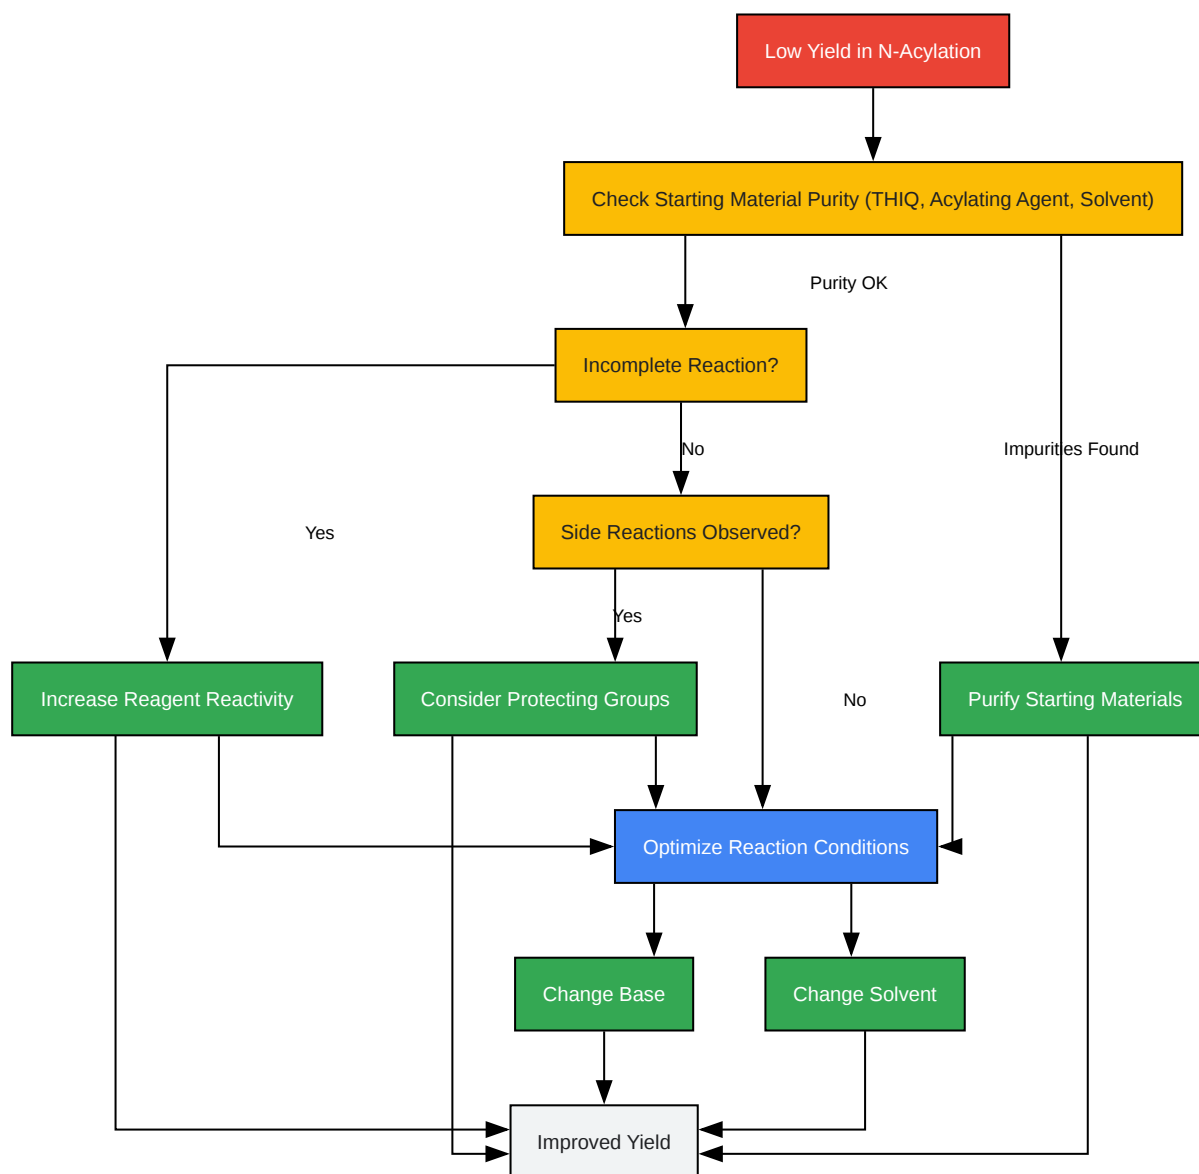 Low Yield in N-Acylation
Check Starting Material Purity (THIQ, Acylating Agent, Solvent)
Purity OK
Incomplete Reaction?
No
Impurities Found
Yes
Side Reactions Observed?
Yes
Increase Reagent Reactivity
Consider Protecting Groups
No
Purify Starting Materials
Optimize Reaction Conditions
Change Base
Change Solvent
Improved Yield